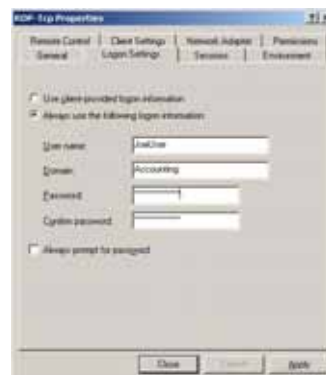 RDP-Tcp Properties
Remote Control Client Settings Network Adapter Permissions
General Logon Settings Sessions Environment
Use client-provided logon information
Always use the following logon information:
User name: JoeUser
Domain: Accounting
Password:
Confirm password:
Always prompt for password
Close Cancel Apply